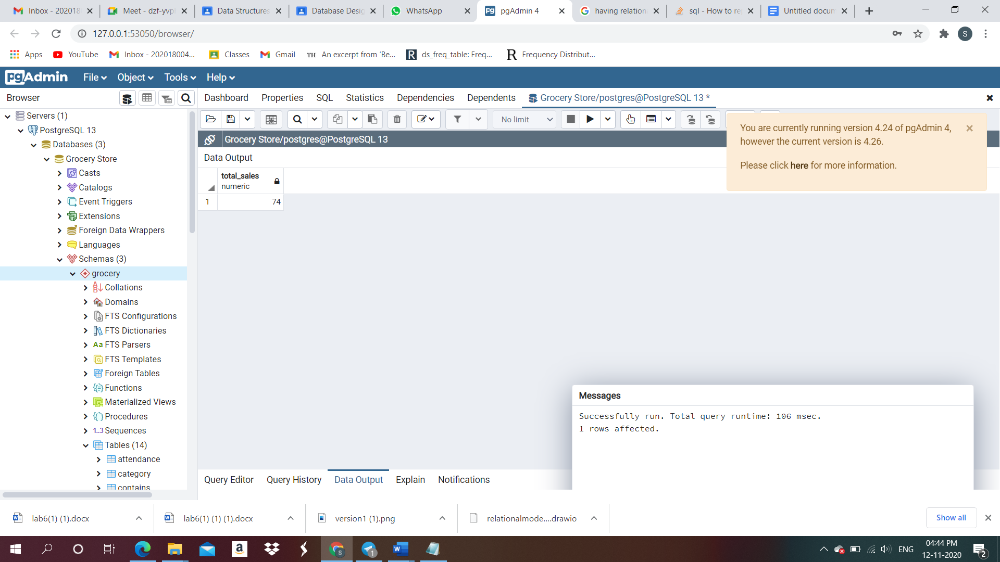 Inbox - 202018
Meet - dzf-yvp
Data Structures
Database Desig
WhatsApp
pgAdmin 4
having relation
sql - How to re
Untitled docum
127.0.0.1:53050/browser/
S
Apps
YouTube
Inbox - 202018004...
Classes
Gmail
TH An excerpt from 'Be...
R ds_freq_table: Freq...
R Frequency Distribut...
pgAdmin
File
Object
Tools
Help
Browser
Dashboard
Properties
SQL
Statistics
Dependencies
Dependents
Grocery Store/postgres@PostgreSQL 13 *
Servers (1)
PostgreSQL 13
Databases (3)
Grocery Store
Casts
Catalogs
Event Triggers
Extensions
Foreign Data Wrappers
Languages
Schemas (3)
grocery
Collations
Domains
FTS Configurations
FTS Dictionaries
Aa FTS Parsers
FTS Templates
Foreign Tables
Functions
Materialized Views
Procedures
1..3 Sequences
Tables (14)
attendance
category
contains
No limit
Grocery Store/postgres@PostgreSQL 13
You are currently running version 4.24 of pgAdmin 4,
however the current version is 4.26.
Please click here for more information.
Data Output
total_sales
numeric
1 74
Messages
Successfully run. Total query runtime: 106 msec.
1 rows affected.
Query Editor
Query History
Data Output
Explain
Notifications
lab6(1) (1).docx
lab6(1) (1) (1).docx
version1 (1).png
relationalmode....drawio
Show all
ENG
04:44 PM
12-11-2020
2